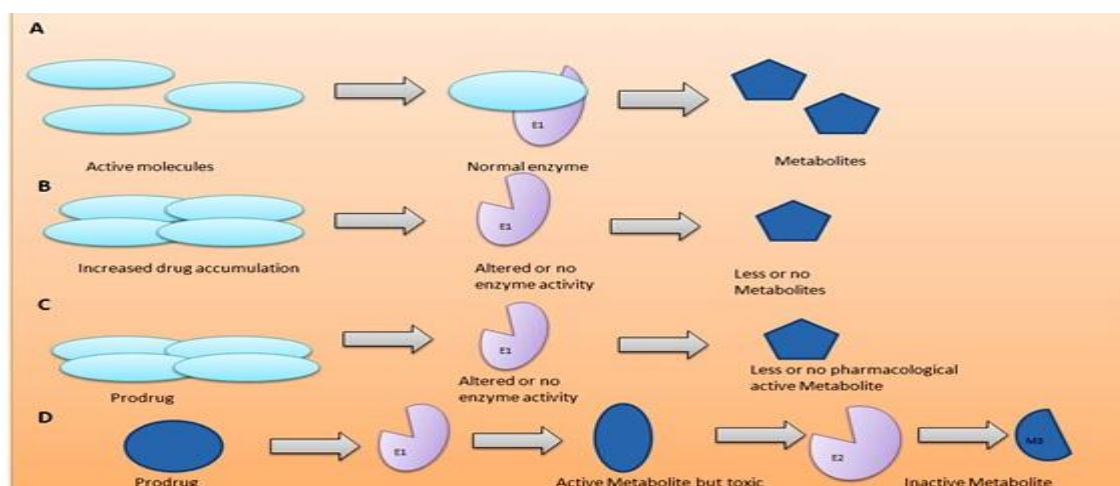 A
E1
Active molecules
Normal enzyme
Metabolites
B
E1
Increased drug accumulation
Altered or no
enzyme activity
Less or no
Metabolites
C
E1
Prodrug
Altered or no
enzyme activity
Less or no pharmacological
active Metabolite
D
E1
E2
M3
Prodrug
Active Metabolite but toxic
Inactive Metabolite